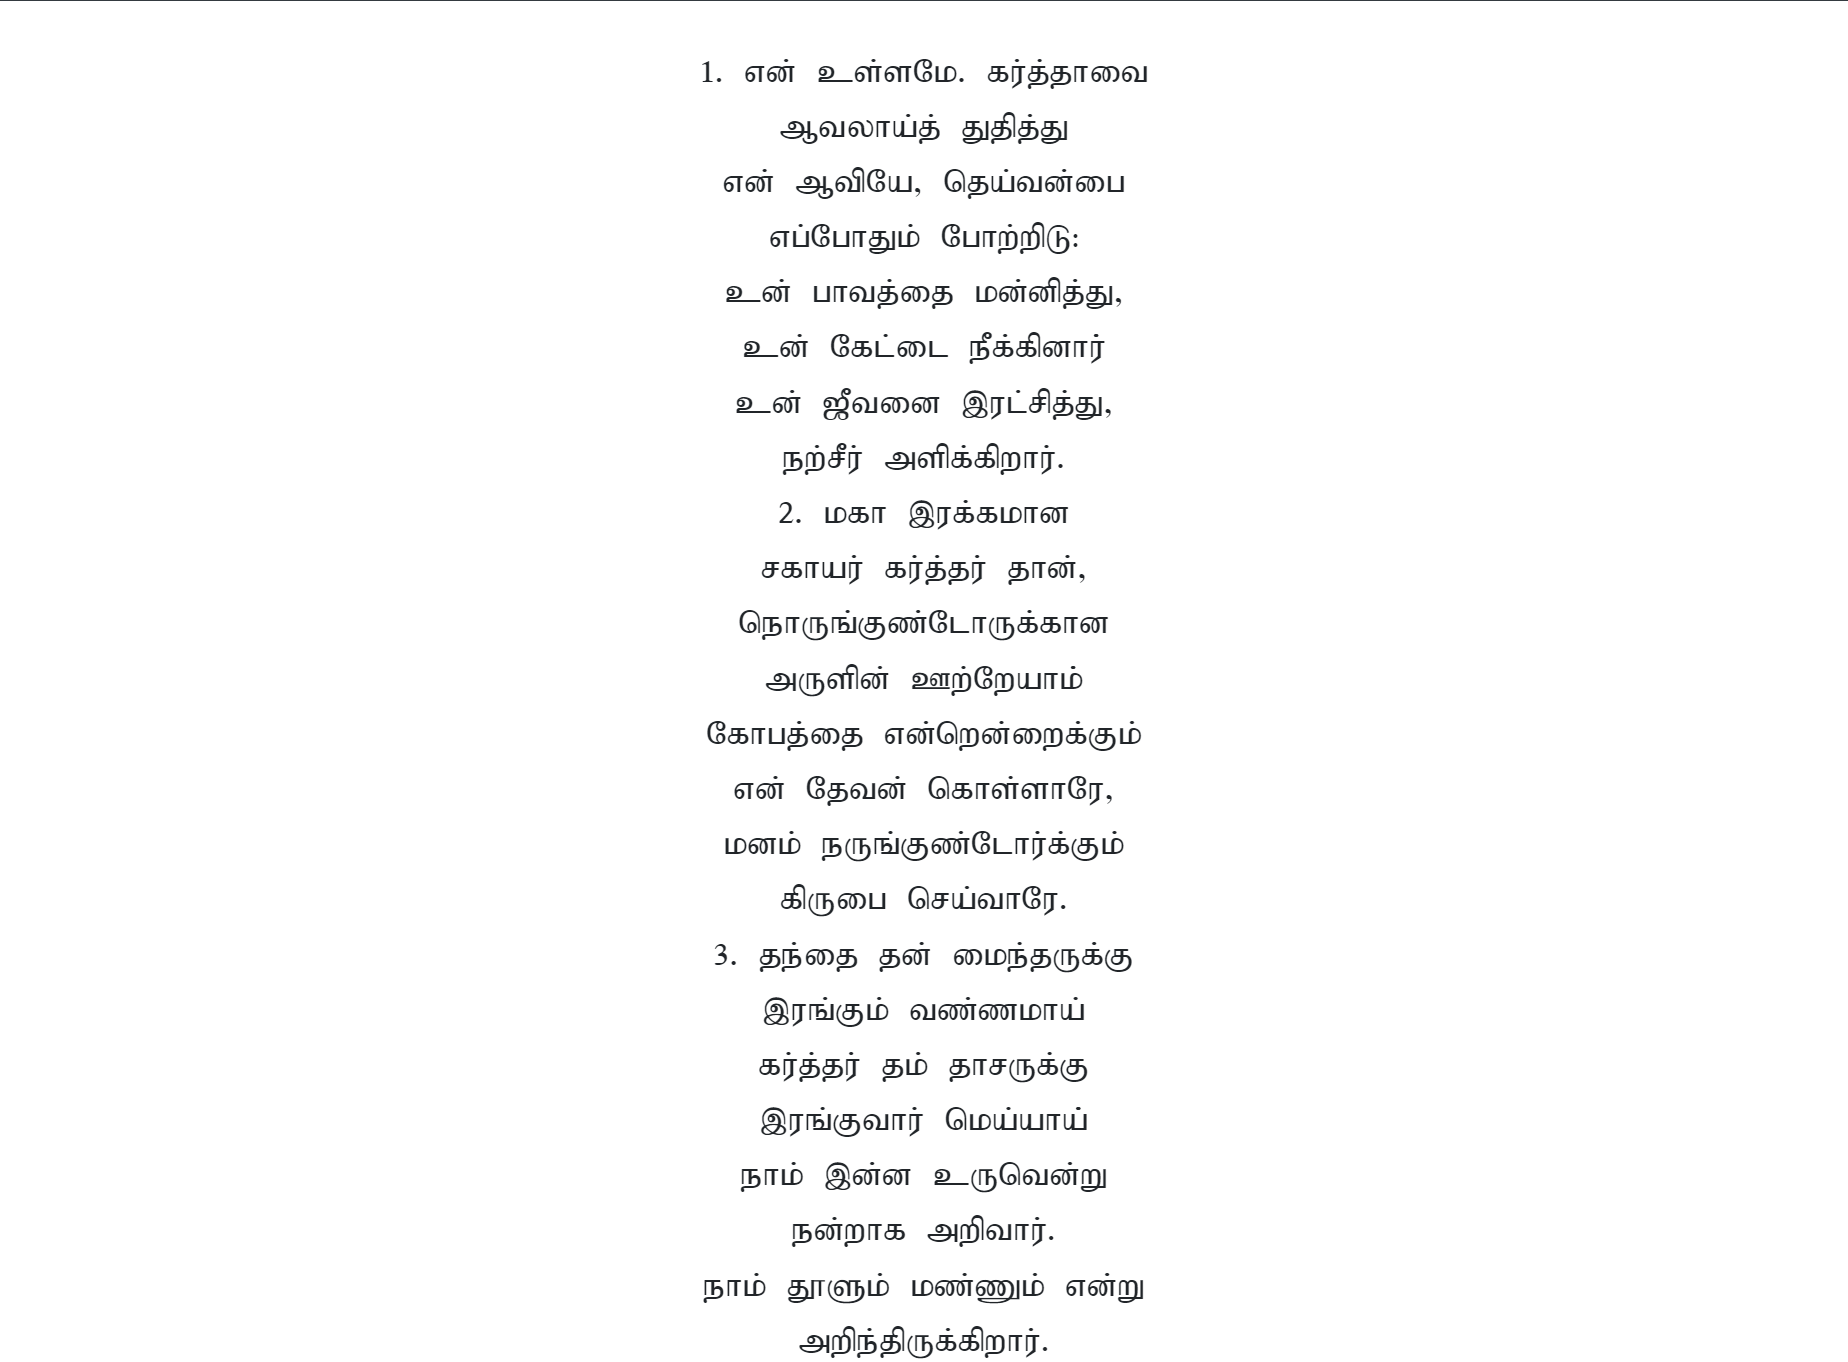 1. என் உள்ளமே. கர்த்தாவை
ஆவலாய்த் துதித்து
என் ஆவியே, தெய்வன்பை
எப்போதும் போற்றிடு:
உன் பாவத்தை மன்னித்து,
உன் கேட்டை நீக்கினார்
உன் ஜீவனை இரட்சித்து,
நற்சீர் அளிக்கிறார்.
2. மகா இரக்கமான
சகாயர் கர்த்தர் தான்,
நொருங்குண்டோருக்கான
அருளின் ஊற்றேயாம்
கோபத்தை என்றென்றைக்கும்
என் தேவன் கொள்ளாரே,
மனம் நருங்குண்டோர்க்கும்
கிருபை செய்வாரே.
3. தந்தை தன் மைந்தருக்கு
இரங்கும் வண்ணமாய்
கர்த்தர் தம் தாசருக்கு
இரங்குவார் மெய்யாய்
நாம் இன்ன உருவென்று
நன்றாக அறிவார்.
நாம் தூளும் மண்ணும் என்று
அறிந்திருக்கிறார்.